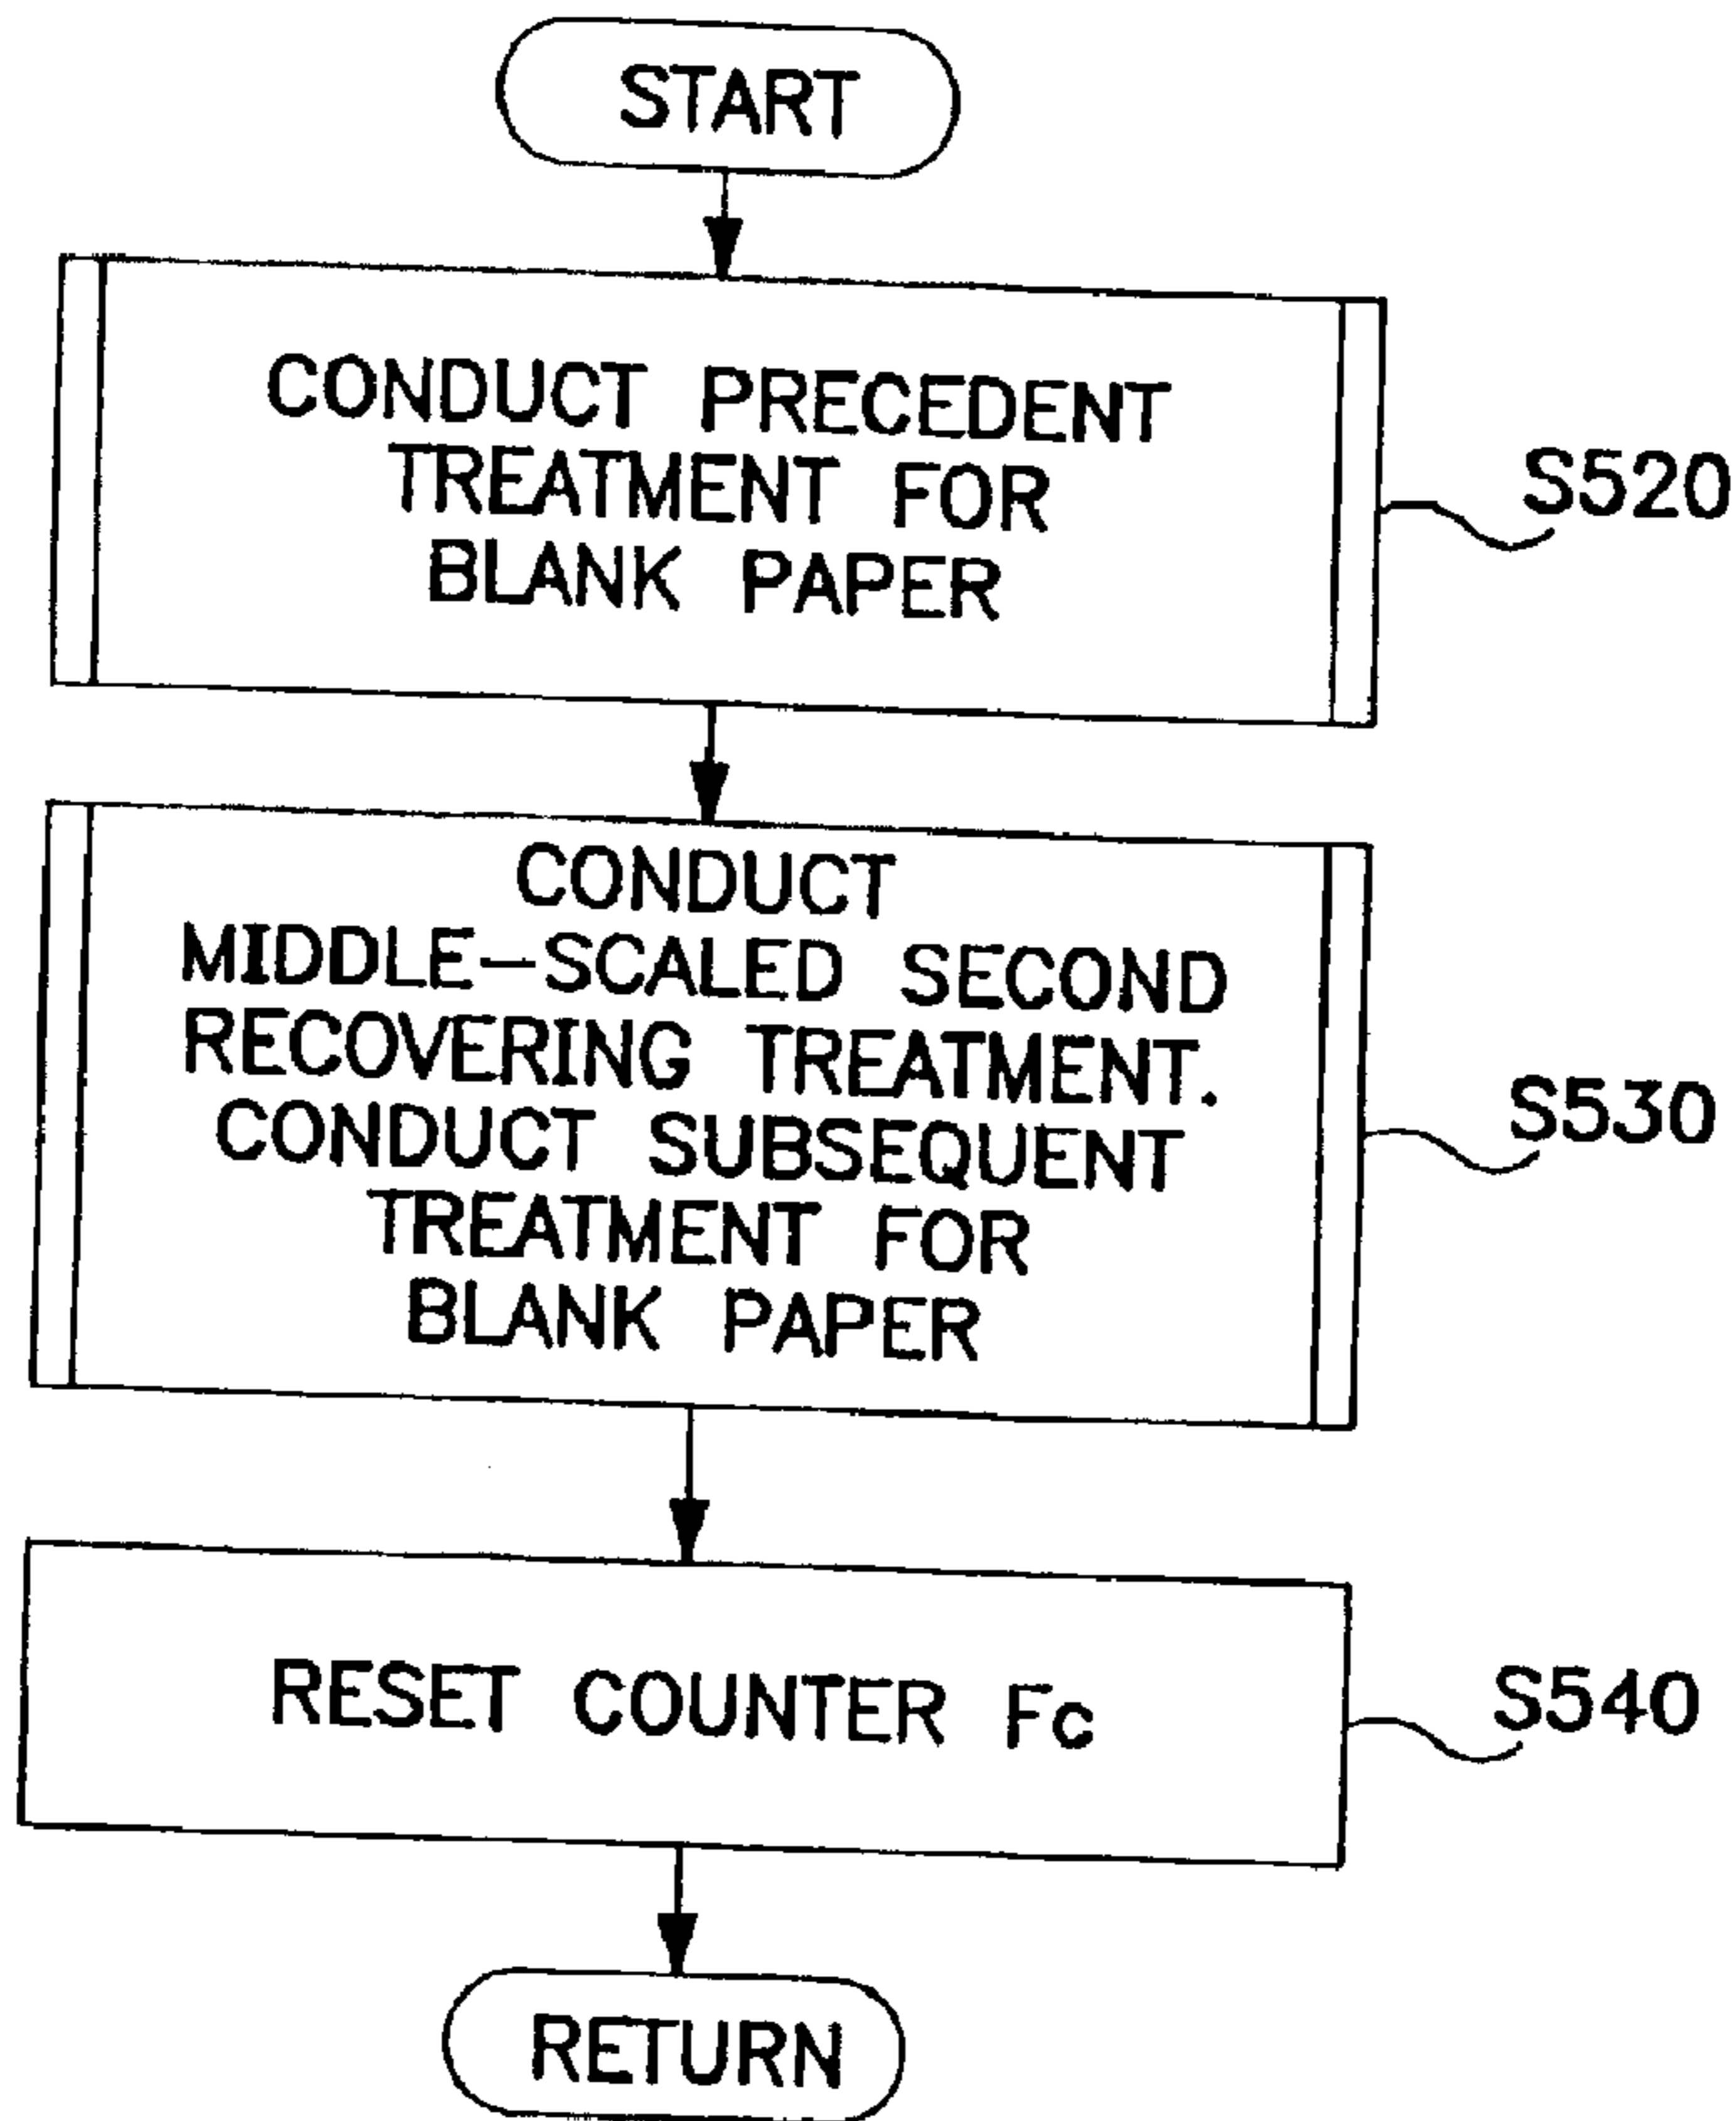 START
CONDUCT PRECEDENT
TREATMENT FOR
BLANK PAPER
S520
CONDUCT
MIDDLE-SCALED SECOND
RECOVERING TREATMENT.
CONDUCT SUBSEQUENT
TREATMENT FOR
BLANK PAPER
S530
RESET COUNTER Fc
S540
RETURN